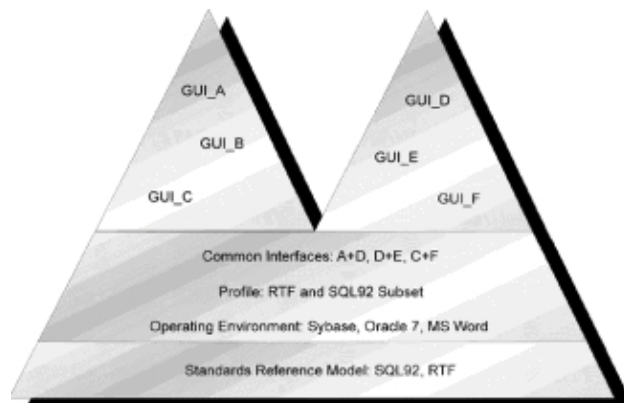 GUI_A
GUI_B
GUI_C
GUI_D
GUI_E
GUI_F
Common Interfaces: A+D, D+E, C+F
Profile: RTF and SQL92 Subset
Operating Environment: Sybase, Oracle 7, MS Word
Standards Reference Model: SQL92, RTF